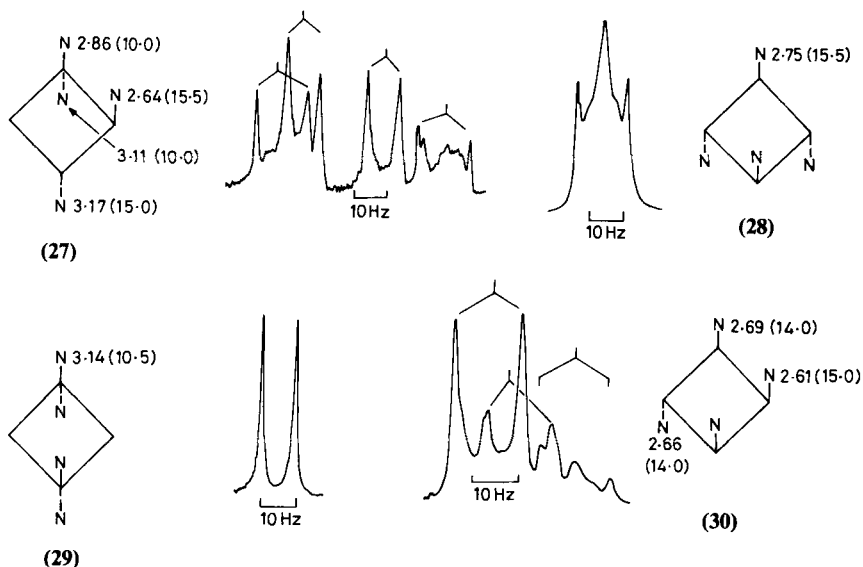 N 2·86 (10·0)
N 2·64 (15·5)
N
3·11 (10·0)
N 3·17 (15·0)
(27)
10 Hz
10 Hz
N 2·75 (15·5)
N
N
N
(28)
N 3·14 (10·5)
N
N
N
(29)
10 Hz
10 Hz
N 2·69 (14·0)
N 2·61 (15·0)
N
N
2·66
(14·0)
(30)